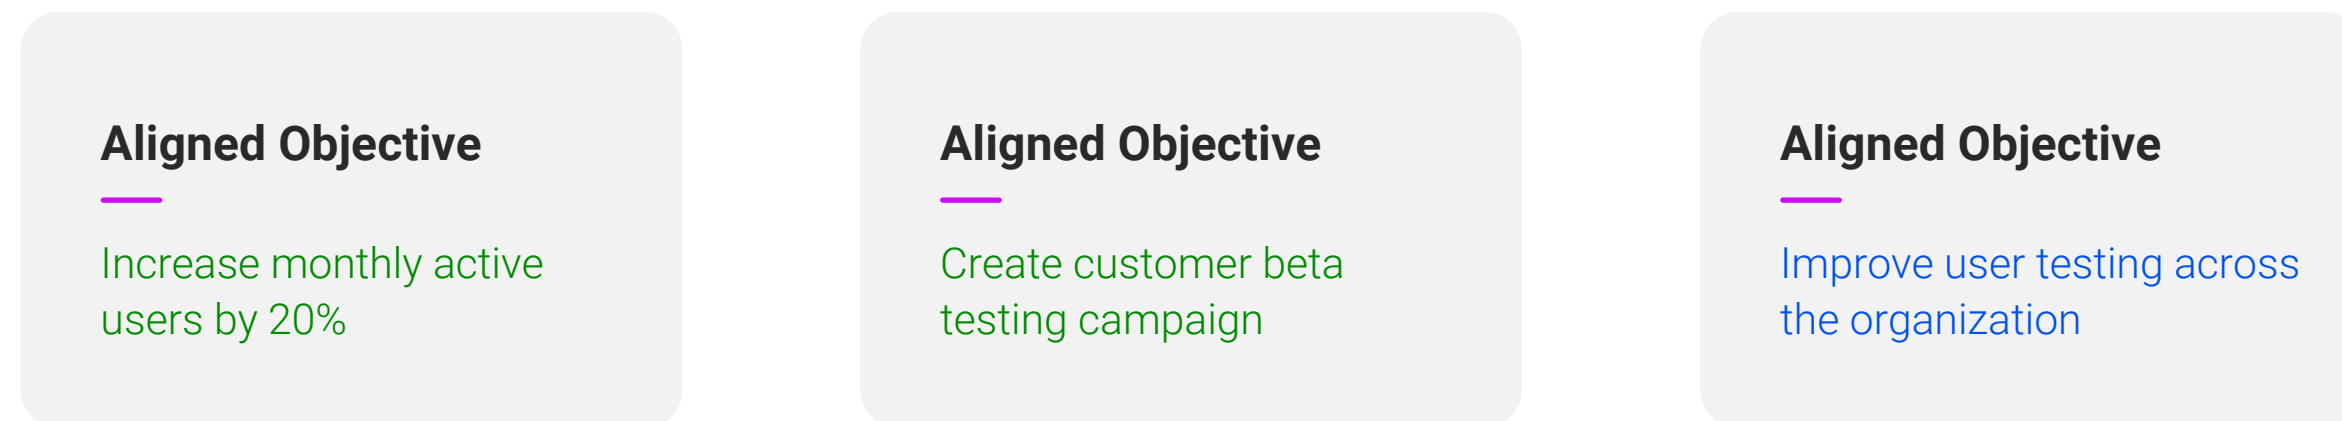 Aligned Objective
Increase monthly active
users by 20%
Aligned Objective
Create customer beta
testing campaign
Aligned Objective
Improve user testing across
the organization